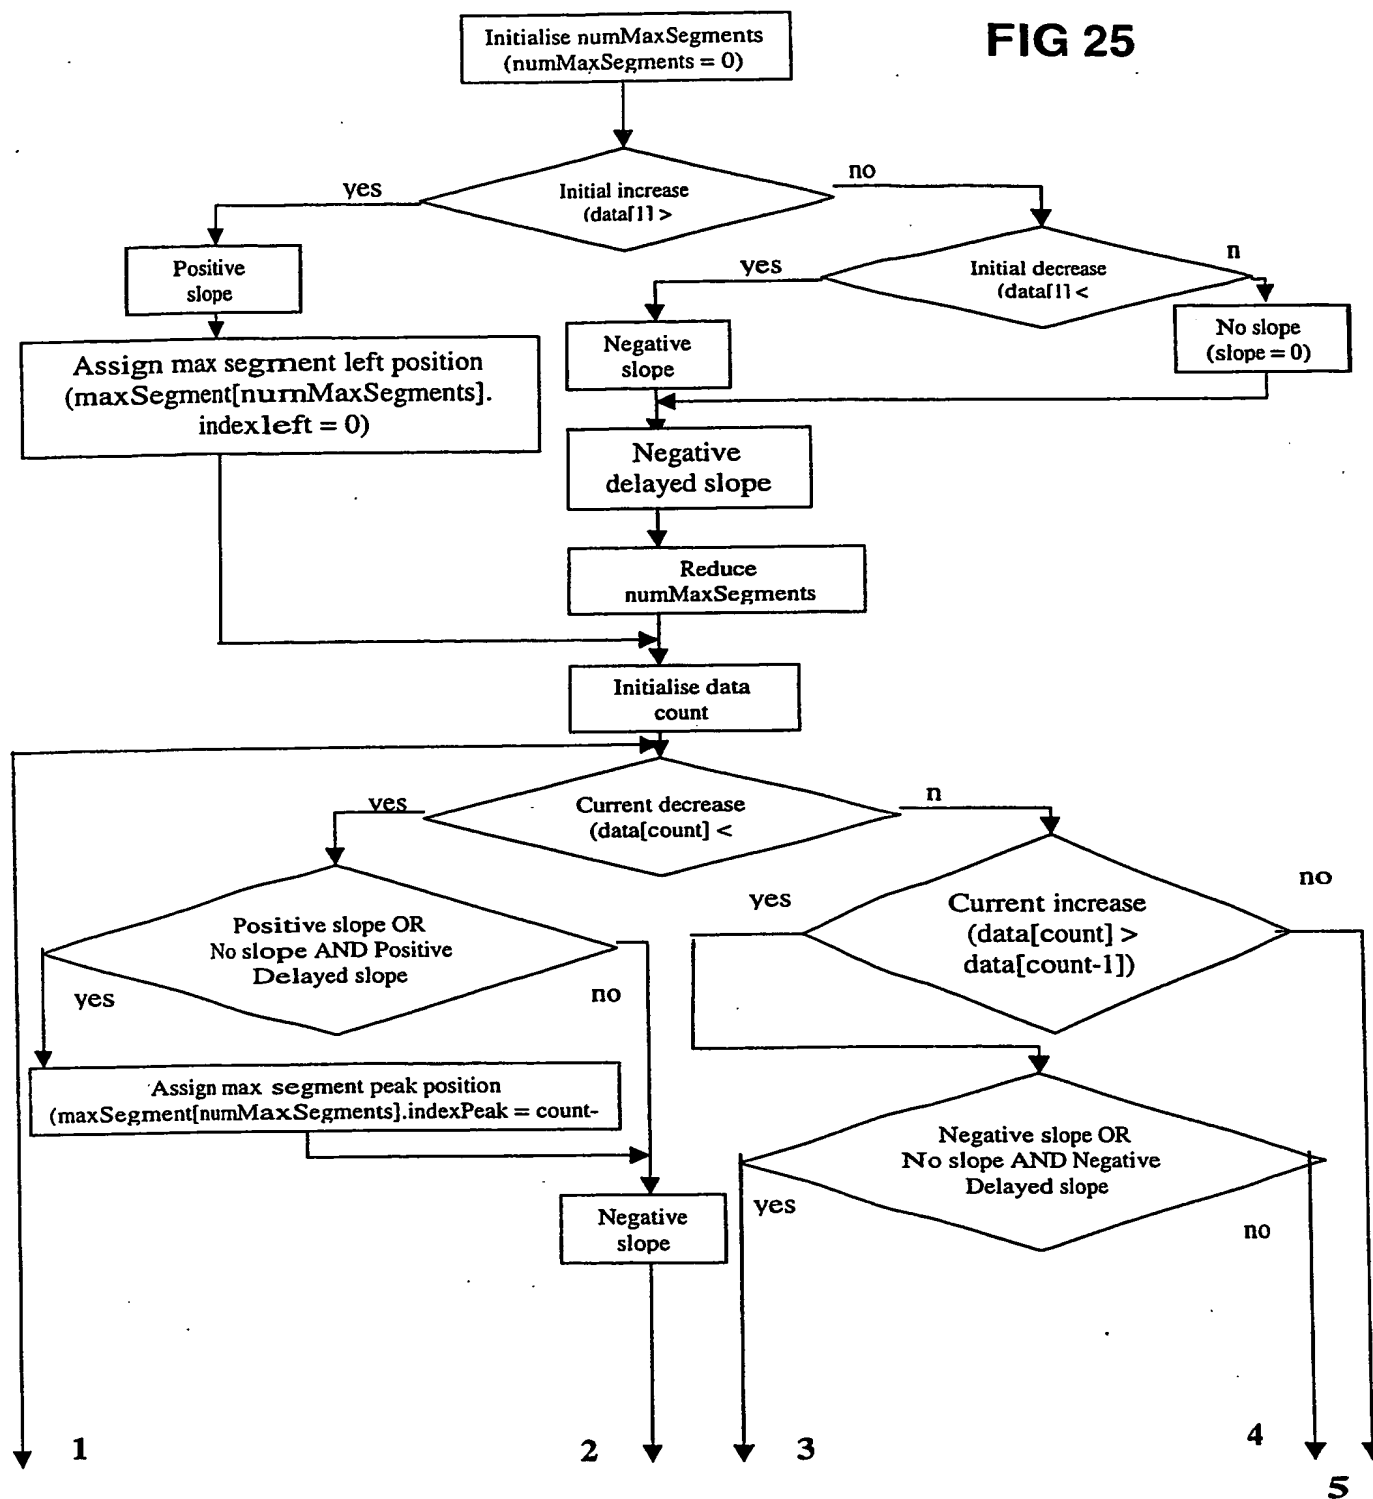 FIG 25
Initialise numMaxSegments
(numMaxSegments = 0)
yes
no
Initial increase
(data[1] >
Positive
slope
yes
n
Initial decrease
(data[1] <
Assign max segment left position
(maxSegment[numMaxSegments].
indexleft = 0)
Negative
slope
No slope
(slope = 0)
Negative
delayed slope
Reduce
numMaxSegments
Initialise data
count
yes
n
Current decrease
(data[count] <
Positive slope OR
No slope AND Positive
Delayed slope
yes
no
yes
no
Current increase
(data[count] >
data[count-1])
Assign max segment peak position
(maxSegment[numMaxSegments].indexPeak = count-
Negative slope OR
No slope AND Negative
Delayed slope
yes
no
Negative
slope
1
2
3
4
5